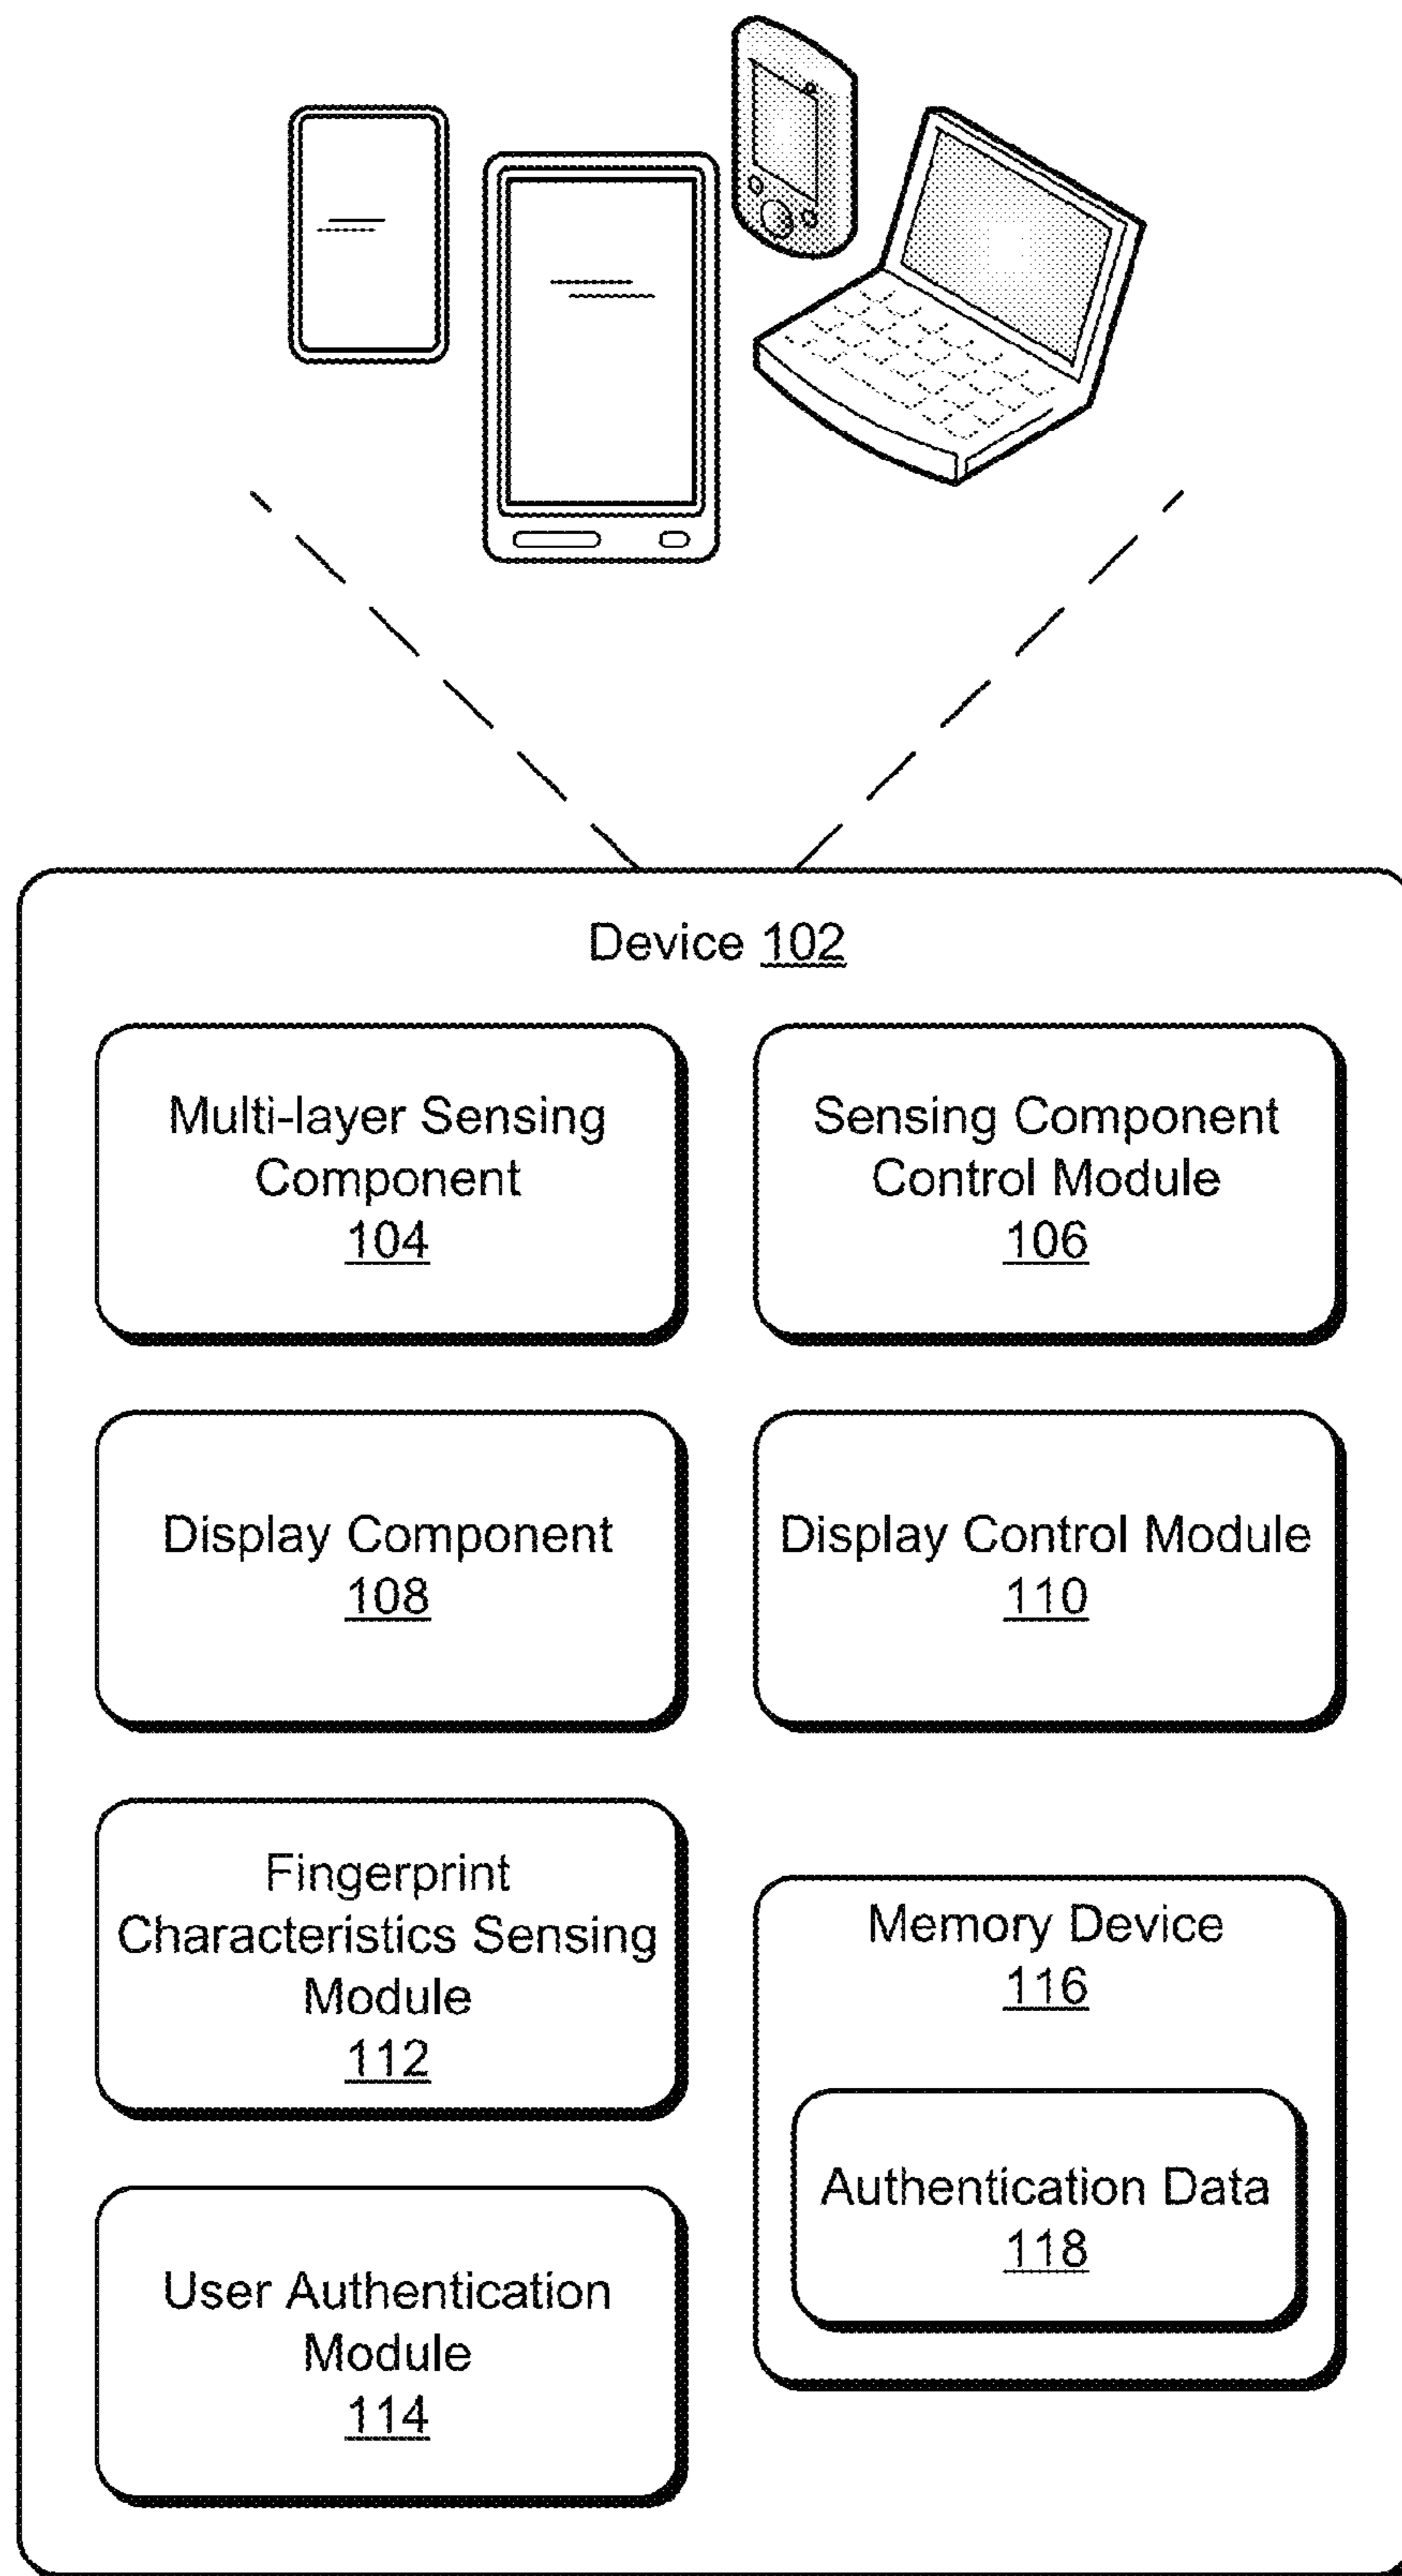 Device 102
Multi-layer Sensing
Component
104
Sensing Component
Control Module
106
Display Component
108
Display Control Module
110
Fingerprint
Characteristics Sensing
Module
112
Memory Device
116
Authentication Data
118
User Authentication
Module
114